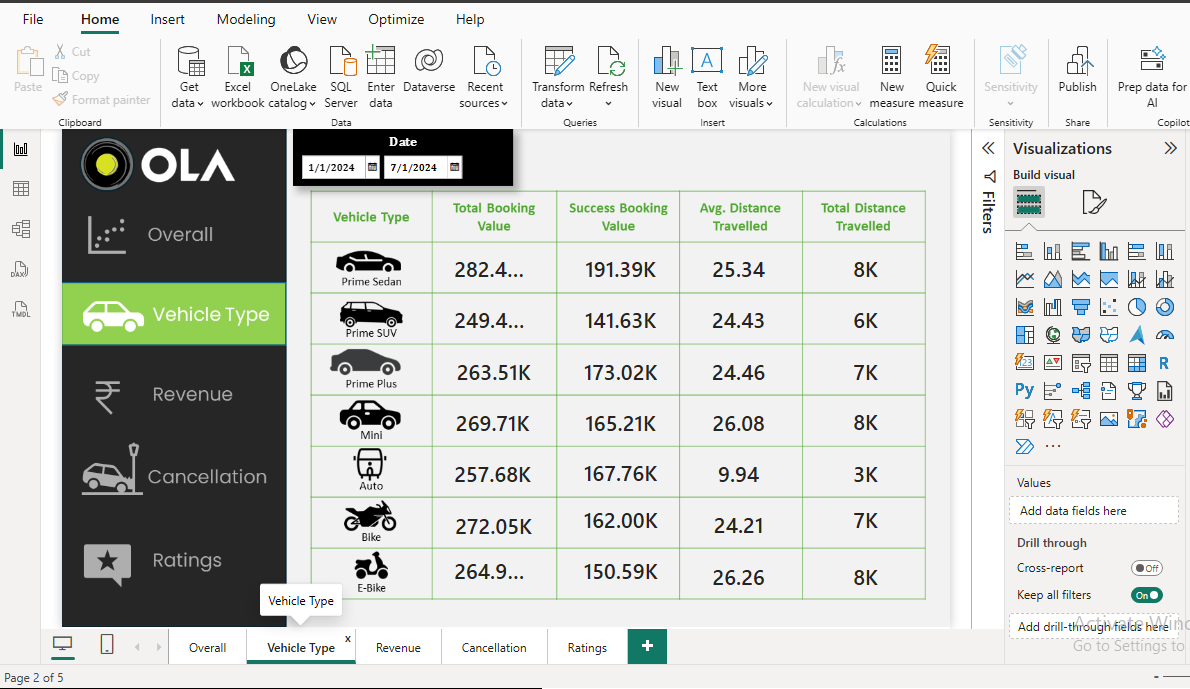 File Home Insert Modeling View Optimize Help
Paste
Cut
Copy
Format painter
Clipboard
Get data
Excel workbook
OneLake catalog
SQL Server
Enter data
Dataverse
Recent sources
Data
Transform data
Refresh
Queries
New visual
Text box
More visuals
Insert
New visual calculation
New measure
Quick measure
Calculations
Sensitivity
Sensitivity
Publish
Share
Prep data for AI
Copilot
DAX
TMDL
OLA
Overall
Vehicle Type
Revenue
Cancellation
Ratings
Date
1/1/2024 7/1/2024
Vehicle Type Total Booking Value Success Booking Value Avg. Distance Travelled Total Distance Travelled
Prime Sedan 282.4... 191.39K 25.34 8K
Prime SUV 249.4... 141.63K 24.43 6K
Prime Plus 263.51K 173.02K 24.46 7K
Mini 269.71K 165.21K 26.08 8K
Auto 257.68K 167.76K 9.94 3K
Bike 272.05K 162.00K 24.21 7K
E-Bike 264.9... 150.59K 26.26 8K
Vehicle Type
Filters
Visualizations
Build visual
123
R
Py
Values
Add data fields here
Drill through
Cross-report Off
Keep all filters On
Add drill-through fields here
Activate Wind
Go to Settings to
Overall Vehicle Type x Revenue Cancellation Ratings +
Page 2 of 5